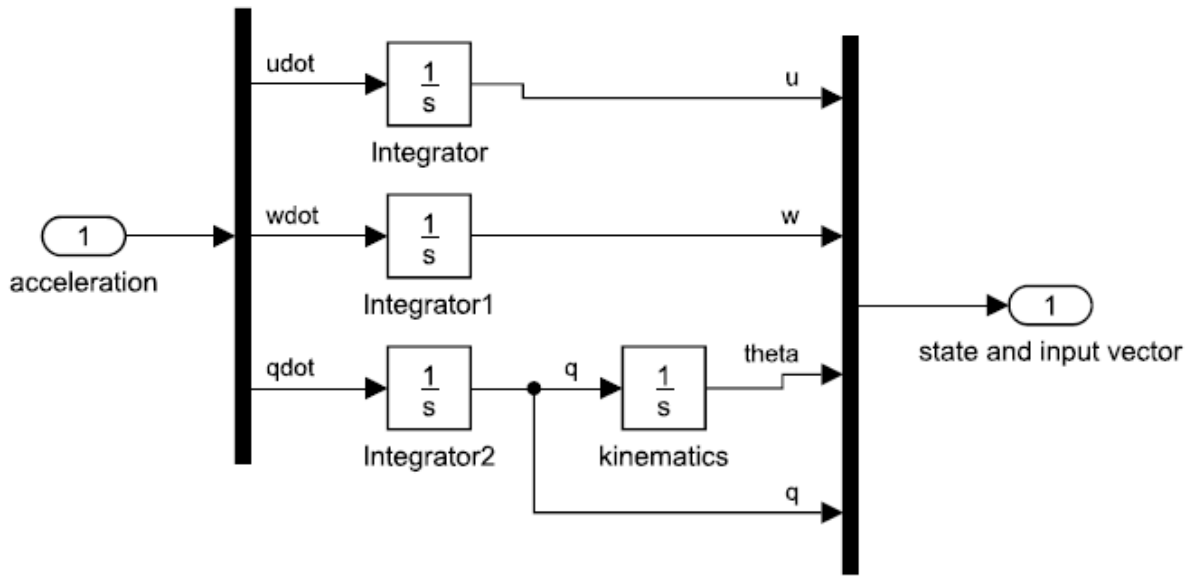 udot
1
s
u
Integrator
wdot
1
s
w
1
acceleration
Integrator1
1
state and input vector
qdot
1
s
q
1
s
theta
Integrator2
kinematics
q